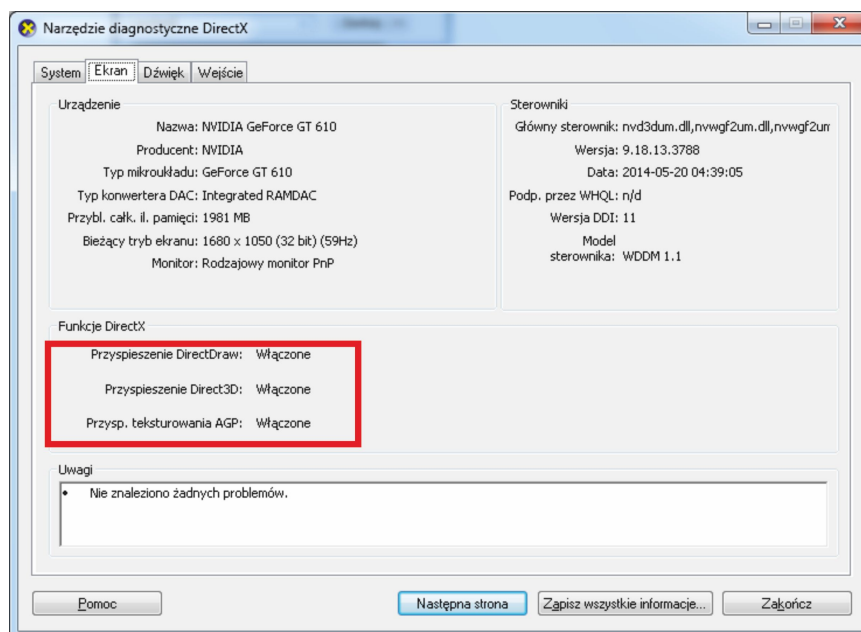 Narzędzie diagnostyczne DirectX
System Ekran Dźwięk Wejście
Urządzenie
Nazwa: NVIDIA GeForce GT 610
Producent: NVIDIA
Typ mikroukładu: GeForce GT 610
Typ konwertera DAC: Integrated RAMDAC
Przybl. całk. il. pamięci: 1981 MB
Bieżący tryb ekranu: 1680 x 1050 (32 bit) (59Hz)
Monitor: Rodzajowy monitor PnP
Sterowniki
Główny sterownik: nvd3dum.dll,nvwgf2um.dll,nvwgf2um
Wersja: 9.18.13.3788
Data: 2014-05-20 04:39:05
Podp. przez WHQL: n/d
Wersja DDI: 11
Model
sterownika: WDDM 1.1
Funkcje DirectX
Przyspieszenie DirectDraw: Włączone
Przyspieszenie Direct3D: Włączone
Przysp. teksturowania AGP: Włączone
Uwagi
• Nie znaleziono żadnych problemów.
Pomoc Następna strona Zapisz wszystkie informacje... Zakończ